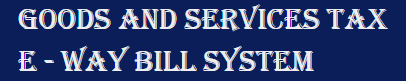 GOODS AND SERVICES TAX
E - WAY BILL SYSTEM